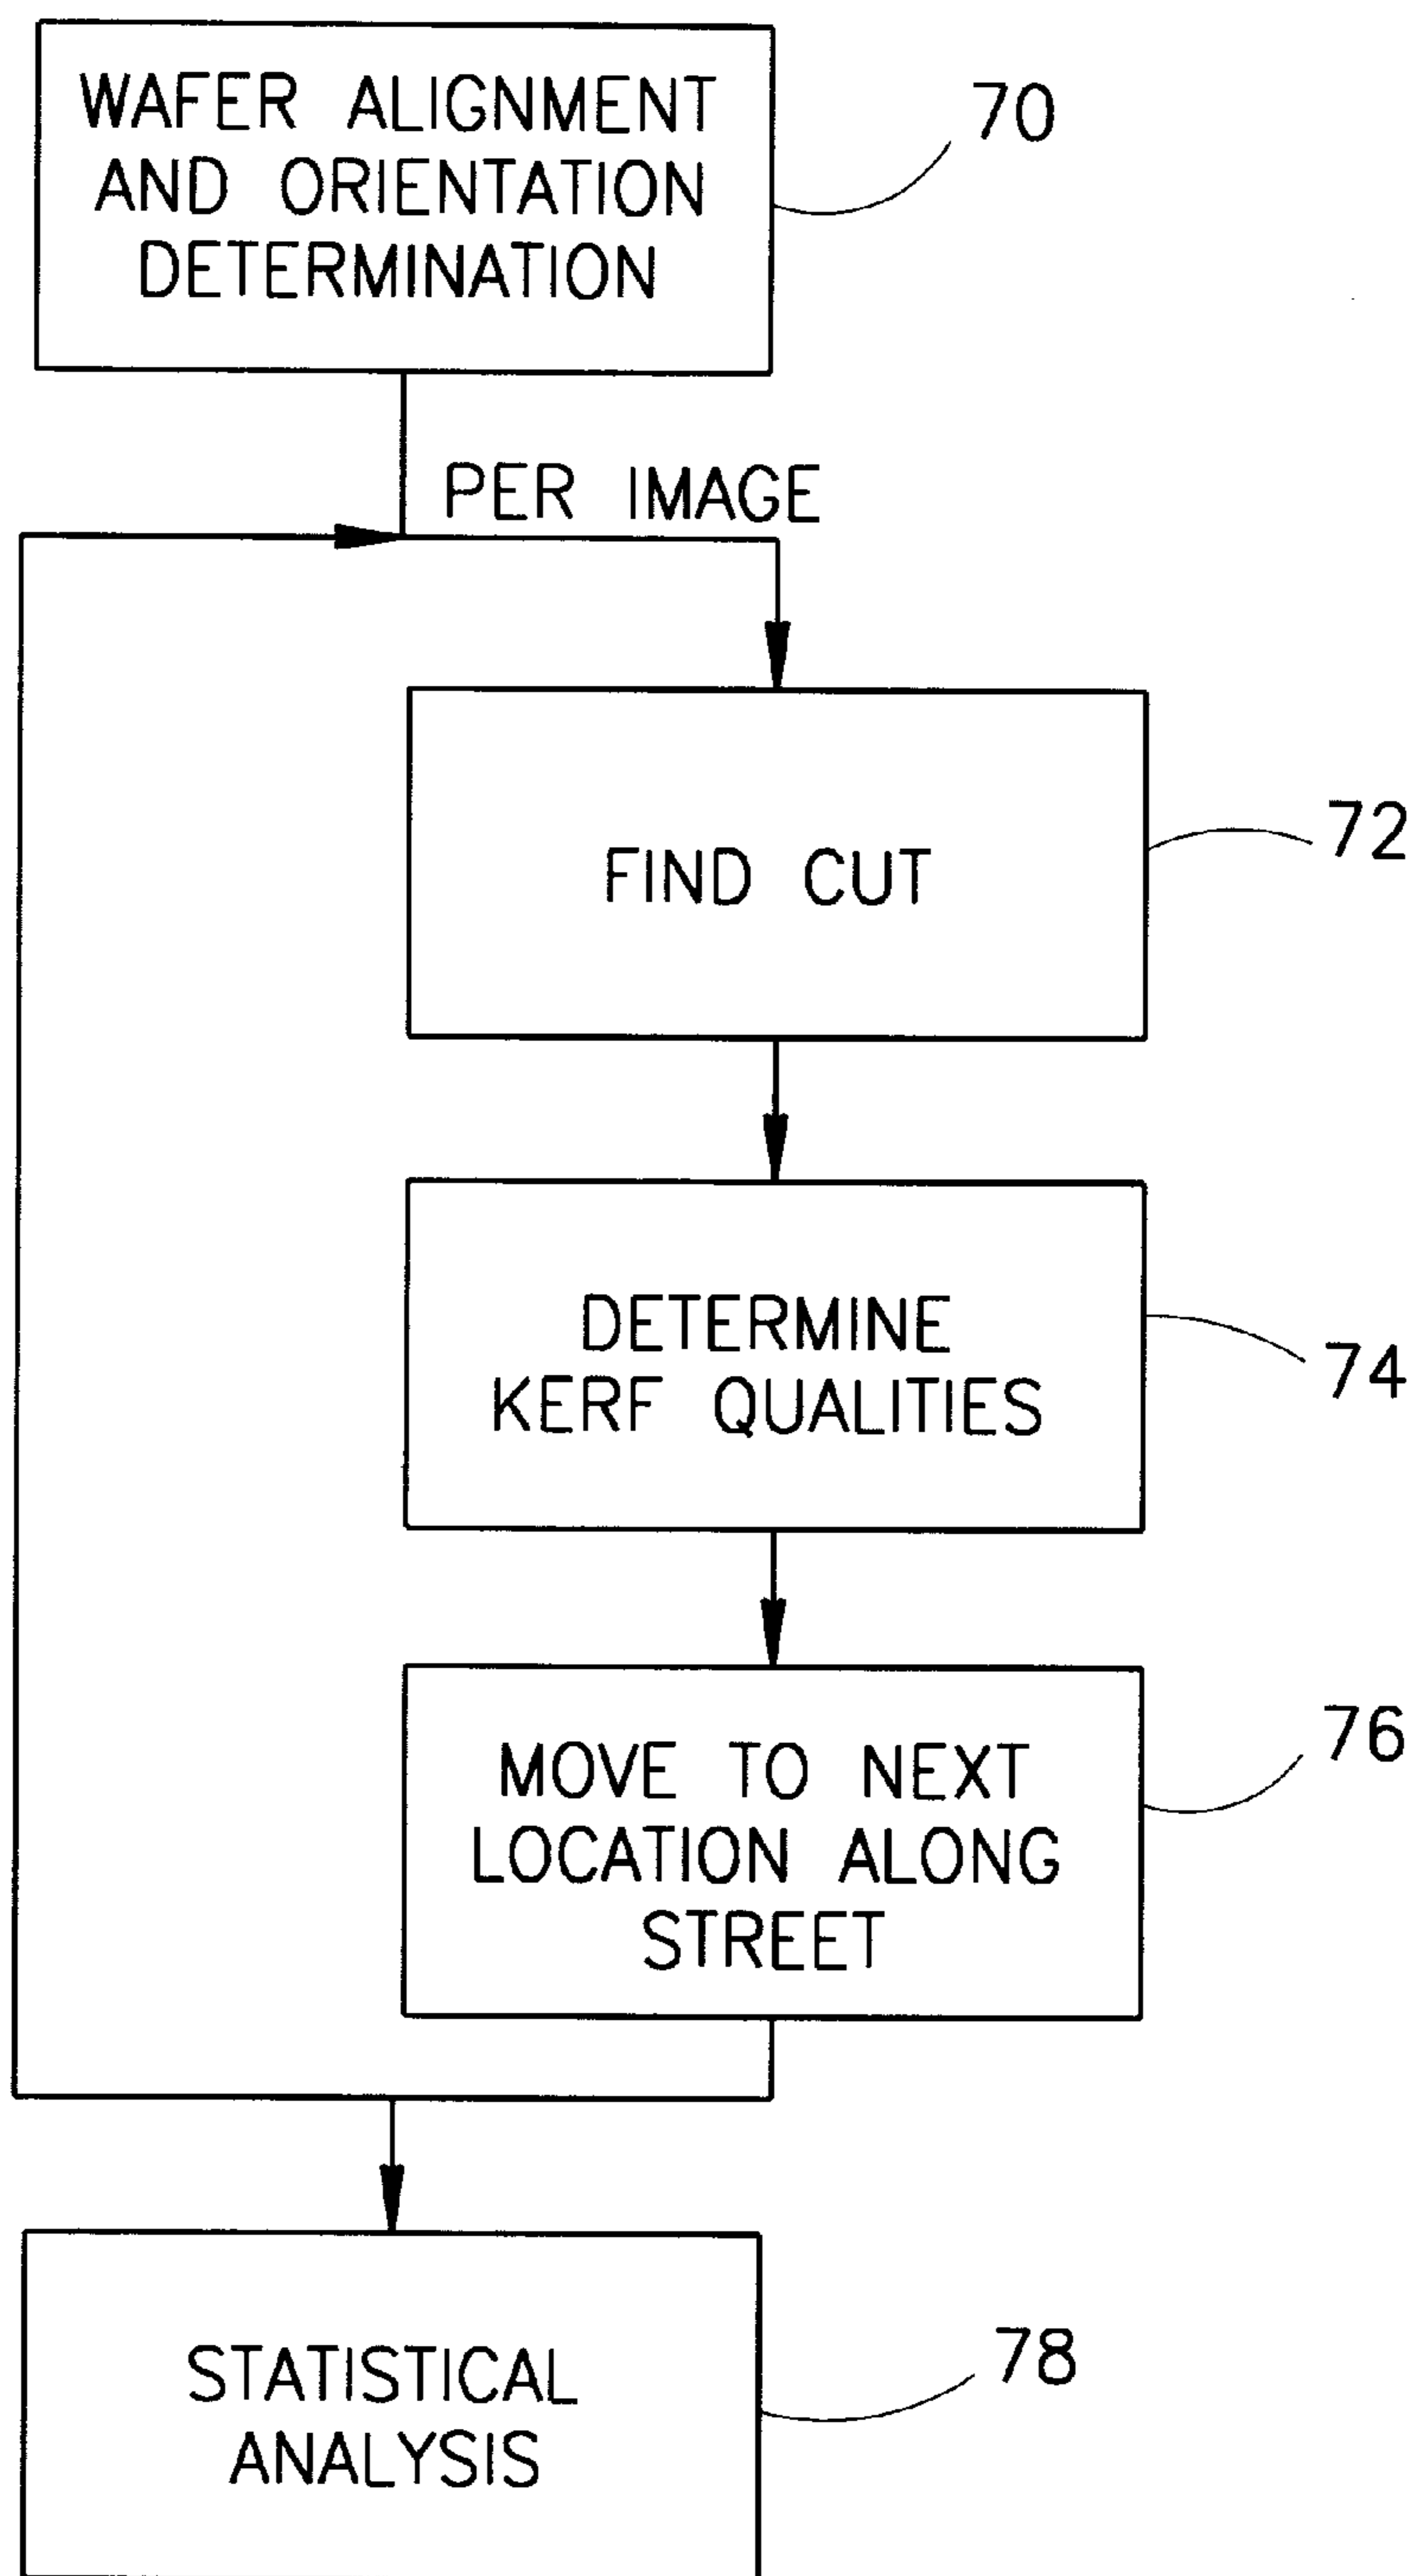 WAFER ALIGNMENT
AND ORIENTATION
DETERMINATION
70
PER IMAGE
FIND CUT
72
DETERMINE
KERF QUALITIES
74
MOVE TO NEXT
LOCATION ALONG
STREET
76
STATISTICAL
ANALYSIS
78